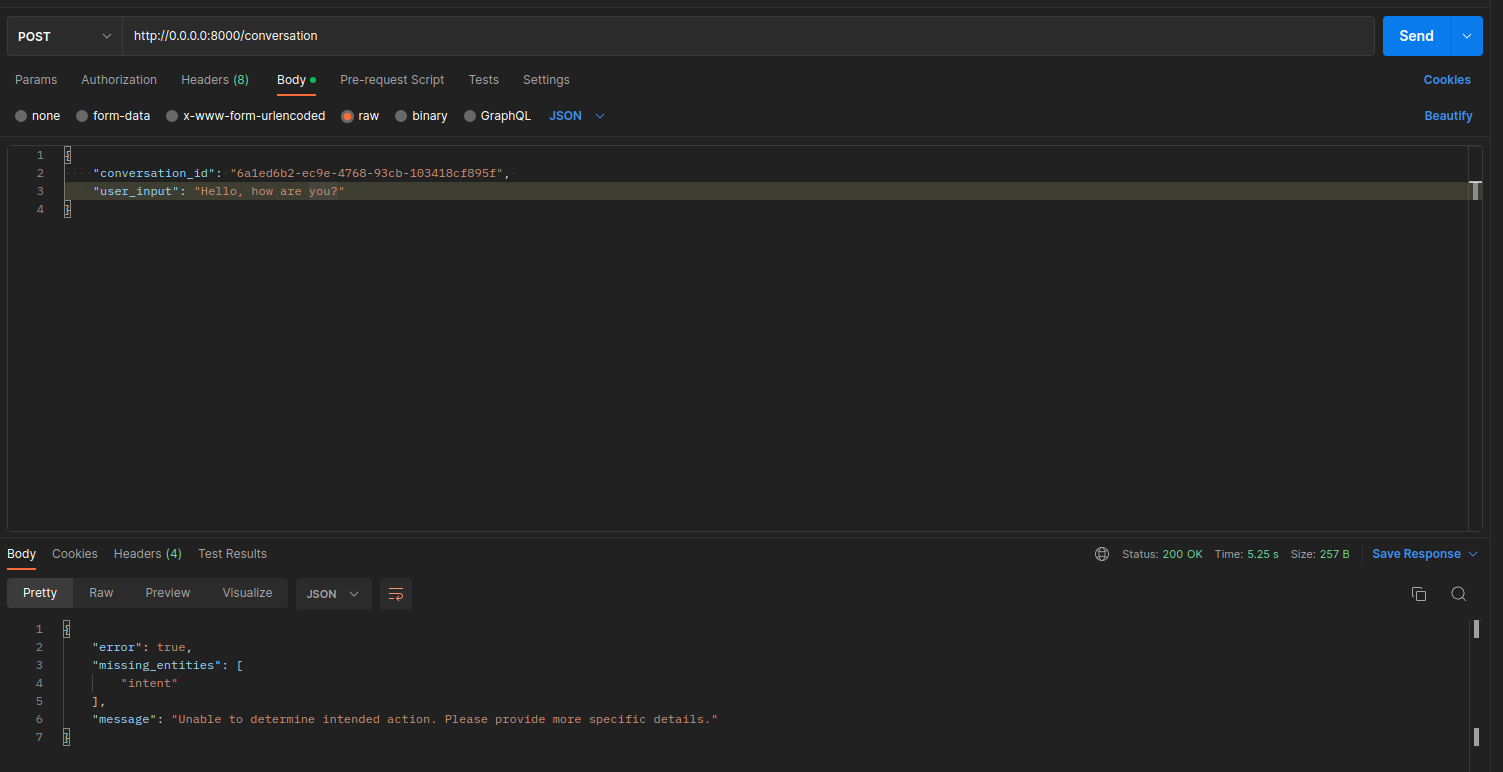 POST http://0.0.0.0:8000/conversation Send
Params Authorization Headers (8) Body Pre-request Script Tests Settings Cookies
none form-data x-www-form-urlencoded raw binary GraphQL JSON Beautify
1 {
2 "conversation_id": "6a1ed6b2-ec9e-4768-93cb-103418cf895f",
3 "user_input": "Hello, how are you?"
4 }
Body Cookies Headers (4) Test Results Status: 200 OK Time: 5.25 s Size: 257 B Save Response
Pretty Raw Preview Visualize JSON
1 {
2 "error": true,
3 "missing_entities": [
4 "intent"
5 ],
6 "message": "Unable to determine intended action. Please provide more specific details."
7 }